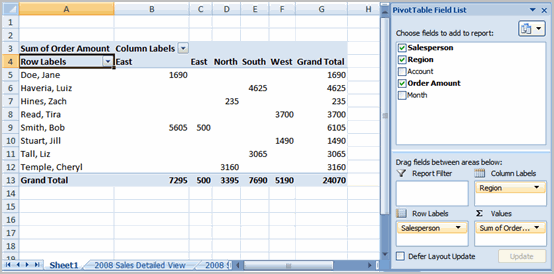 A B C D E F G H
1
2
3 Sum of Order Amount Column Labels
4 Row Labels East East North South West Grand Total
5 Doe, Jane 1690 1690
6 Haveria, Luiz 4625 4625
7 Hines, Zach 235 235
8 Read, Tira 3700 3700
9 Smith, Bob 5605 500 6105
10 Stuart, Jill 1490 1490
11 Tall, Liz 3065 3065
12 Temple, Cheryl 3160 3160
13 Grand Total 7295 500 3395 7690 5190 24070
14
15
16
17
18
Sheet1 2008 Sales Detailed View 2008
PivotTable Field List
Choose fields to add to report:
Salesperson
Region
Account
Order Amount
Month
Drag fields between areas below:
Report Filter Column Labels
Region
Row Labels Σ Values
Salesperson Sum of Order...
Defer Layout Update Update